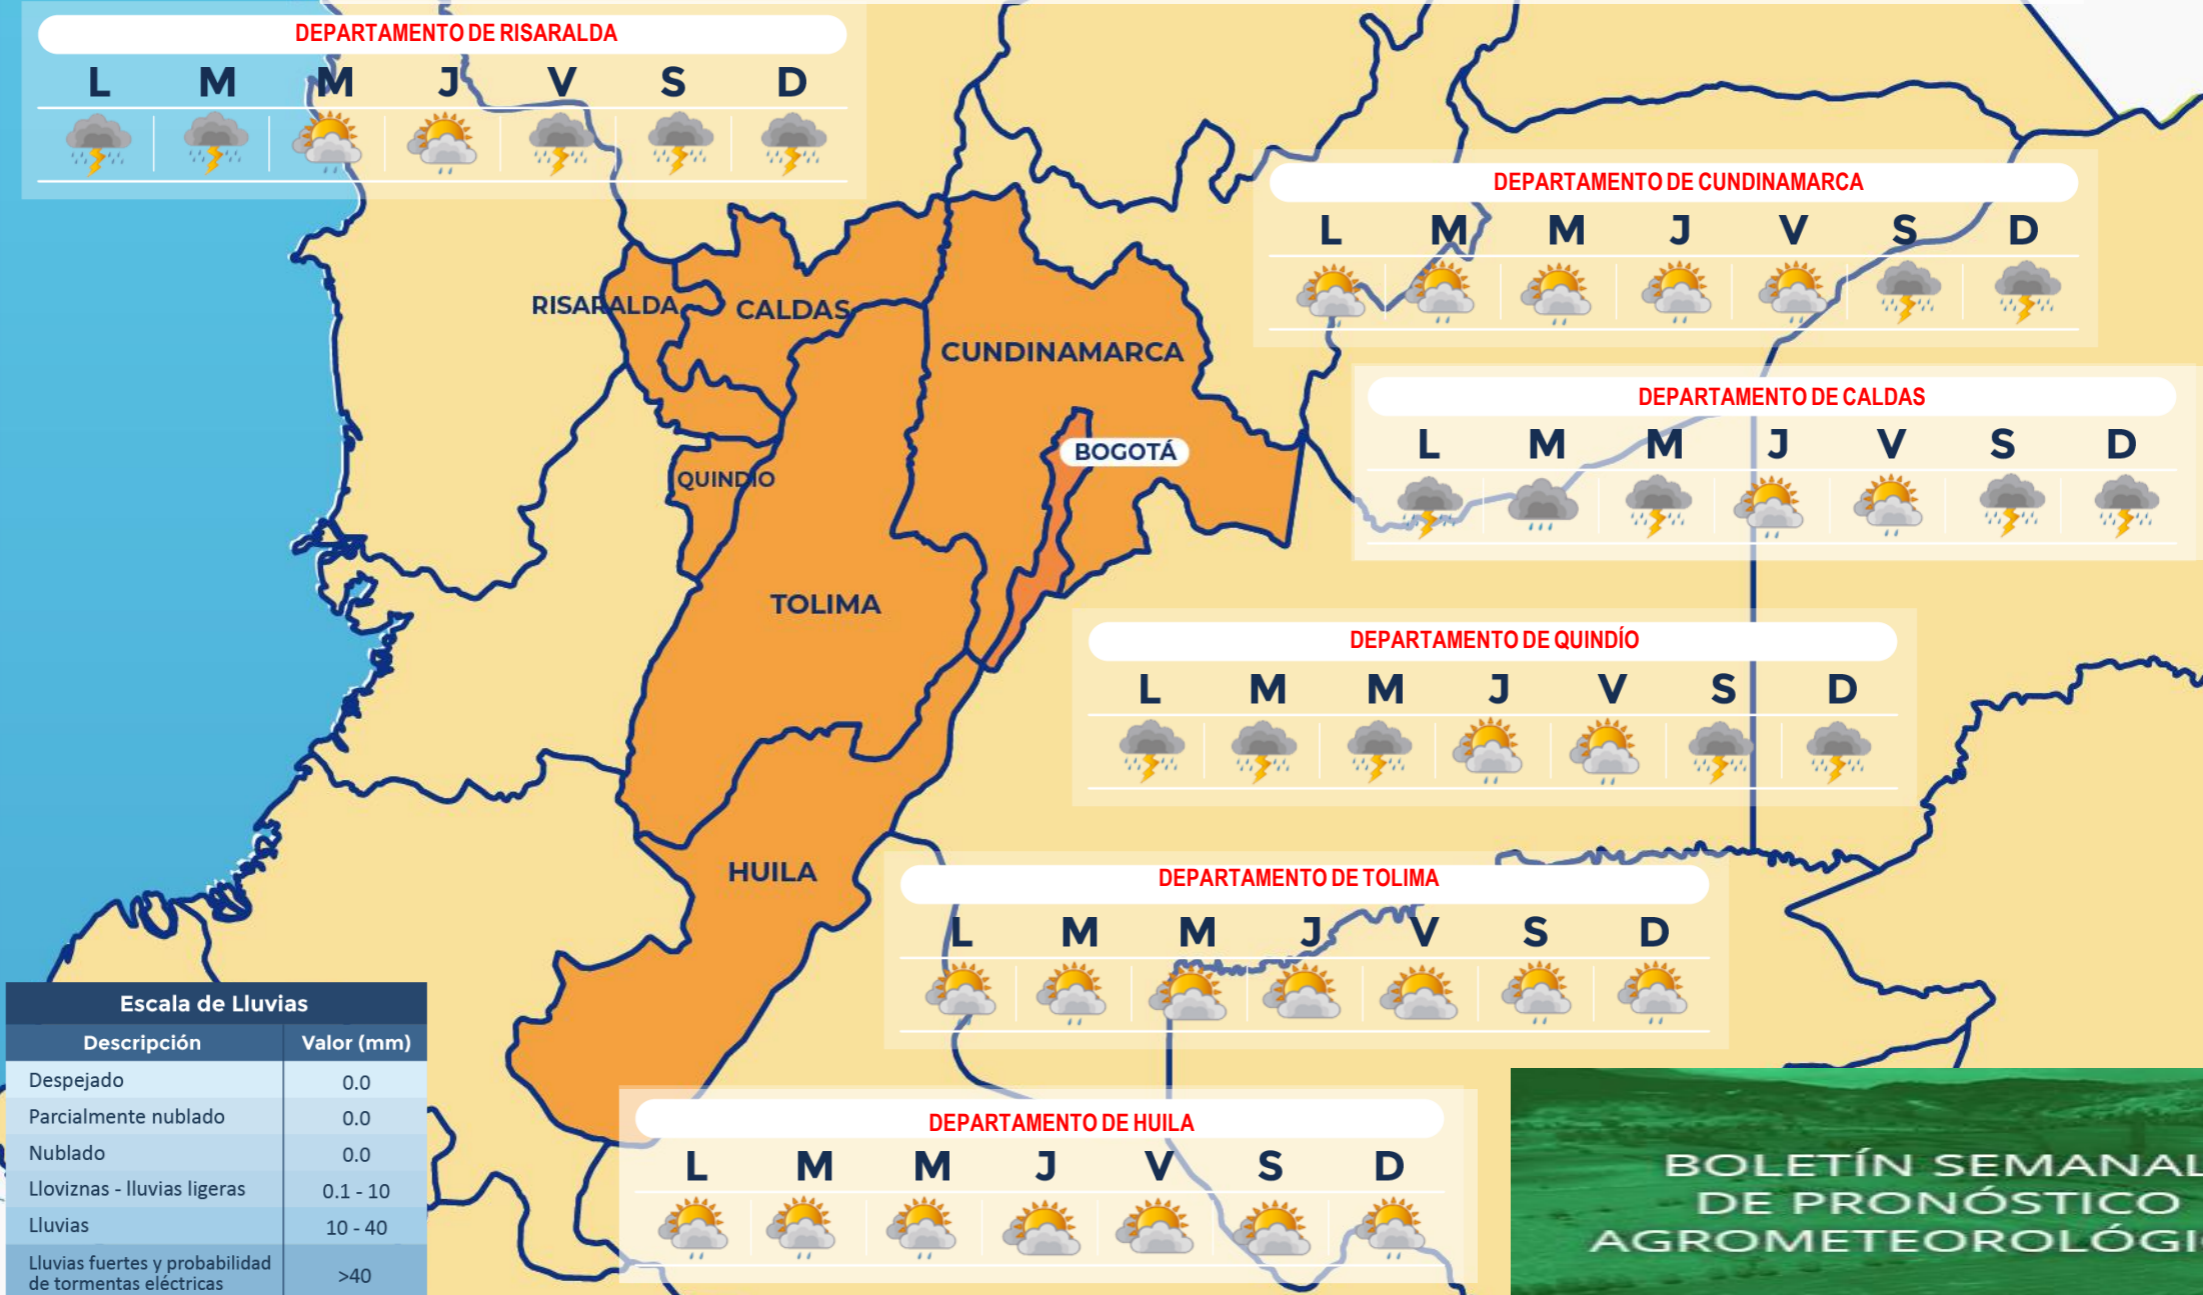 DEPARTAMENTO DE RISARALDA
L M M J V S D
DEPARTAMENTO DE CUNDINAMARCA
L M M J V S D
RISARALDA
CALDAS
CUNDINAMARCA
DEPARTAMENTO DE CALDAS
L M M J V S D
BOGOTÁ
QUINDIO
TOLIMA
DEPARTAMENTO DE QUINDÍO
L M M J V S D
HUILA
DEPARTAMENTO DE TOLIMA
L M M J V S D
Escala de Lluvias
Descripción Valor (mm)
Despejado 0.0
Parcialmente nublado 0.0
Nublado 0.0
Lloviznas - lluvias ligeras 0.1 - 10
Lluvias 10 - 40
Lluvias fuertes y probabilidad
de tormentas eléctricas >40
DEPARTAMENTO DE HUILA
L M M J V S D
BOLETÍN SEMANAL
DE PRONÓSTICO
AGROMETEOROLÓGI